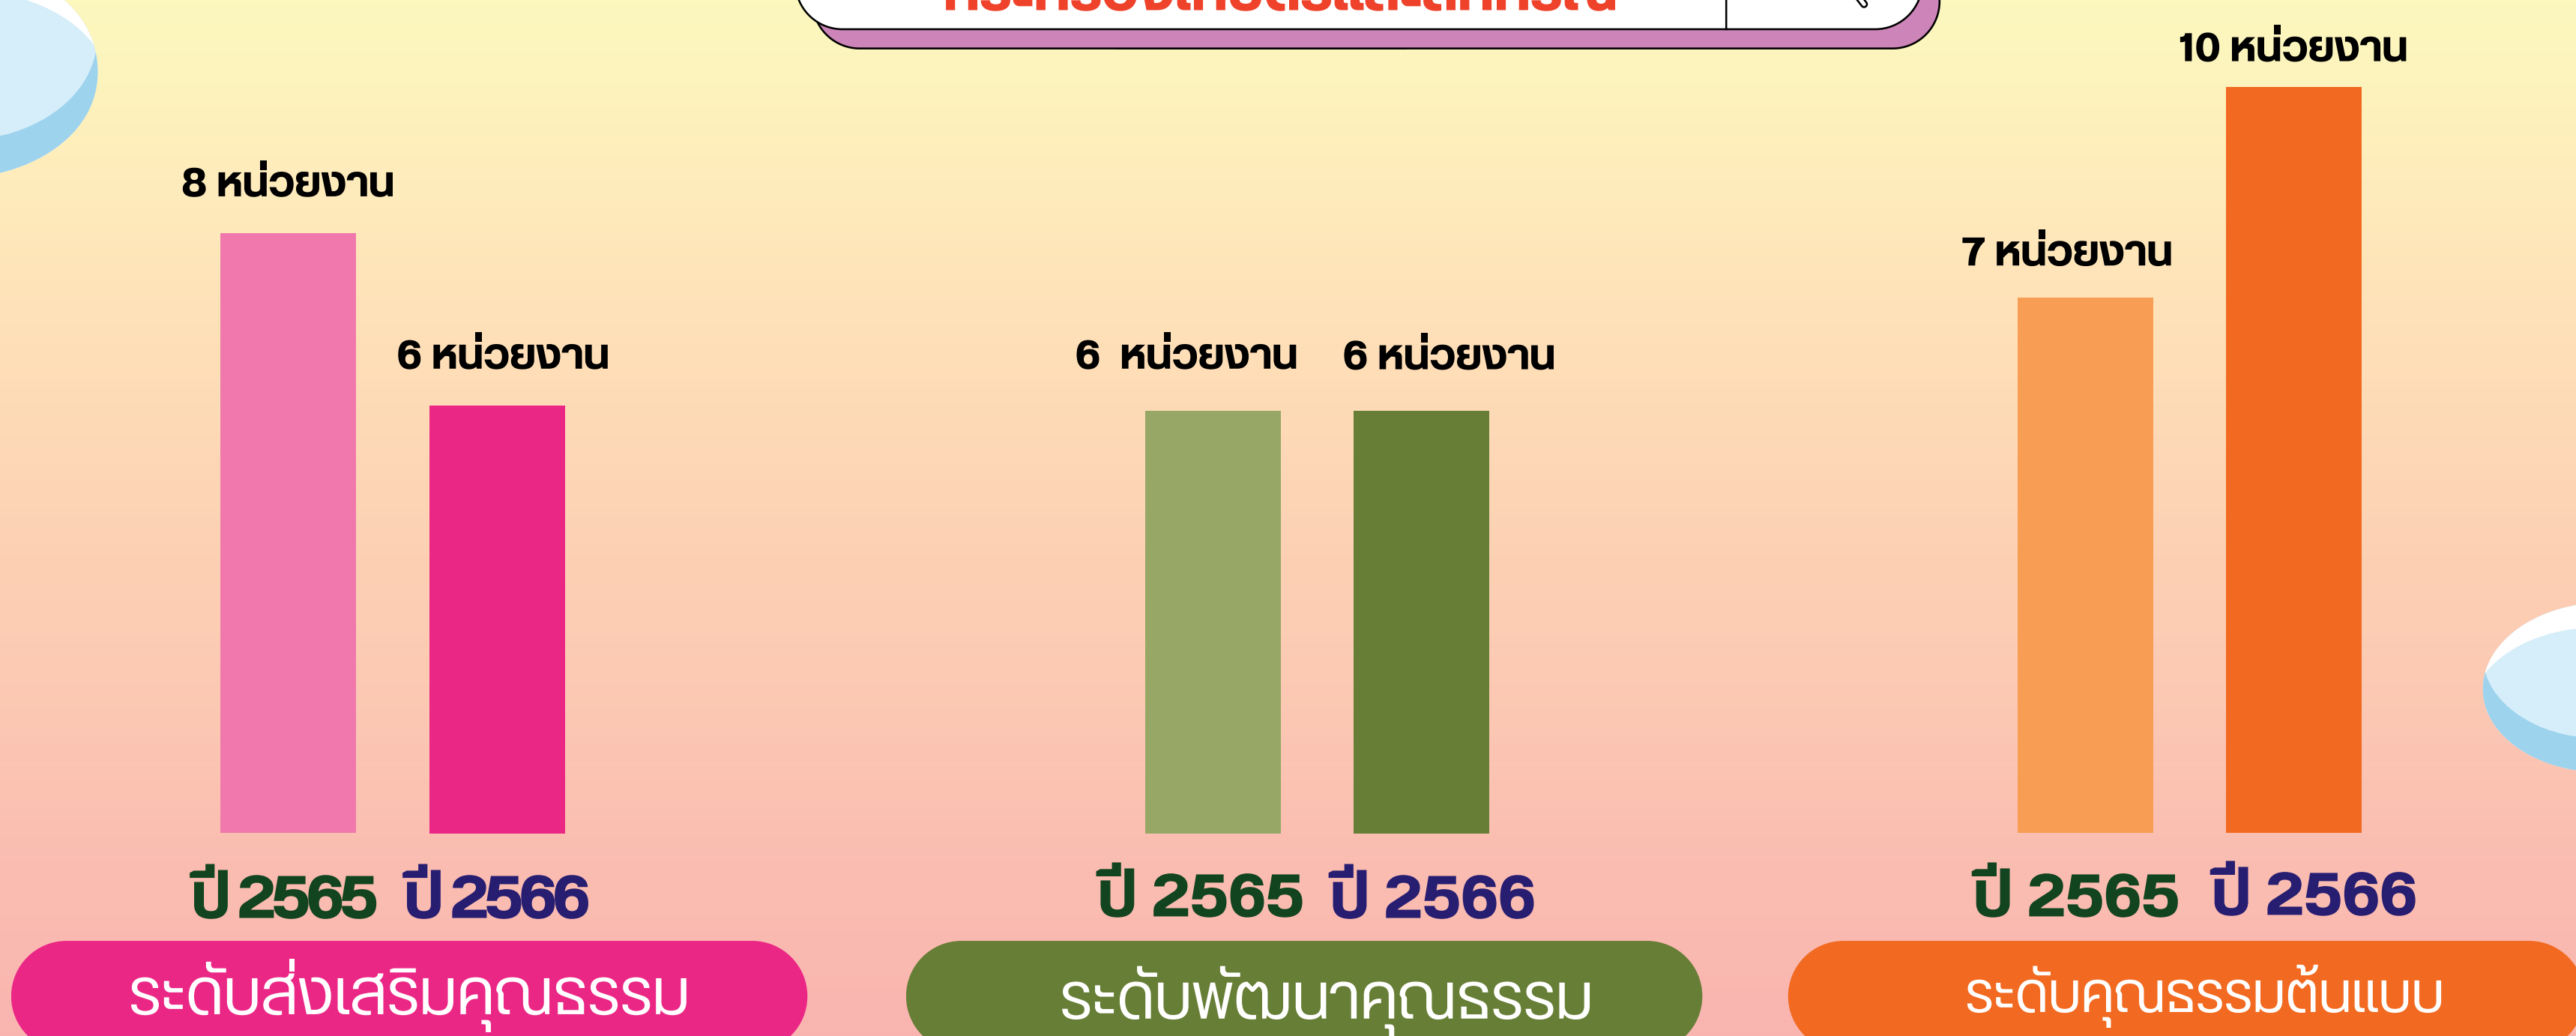 10 หน่วยงาน
8 หน่วยงาน
7 หน่วยงาน
6 หน่วยงาน
6 หน่วยงาน
6 หน่วยงาน
ปี 2565 ปี 2566
ปี 2565 ปี 2566
ปี 2565 ปี 2566
ระดับส่งเสริมคุณธรรม
ระดับพัฒนาคุณธรรม
ระดับคุณธรรมต้นแบบ